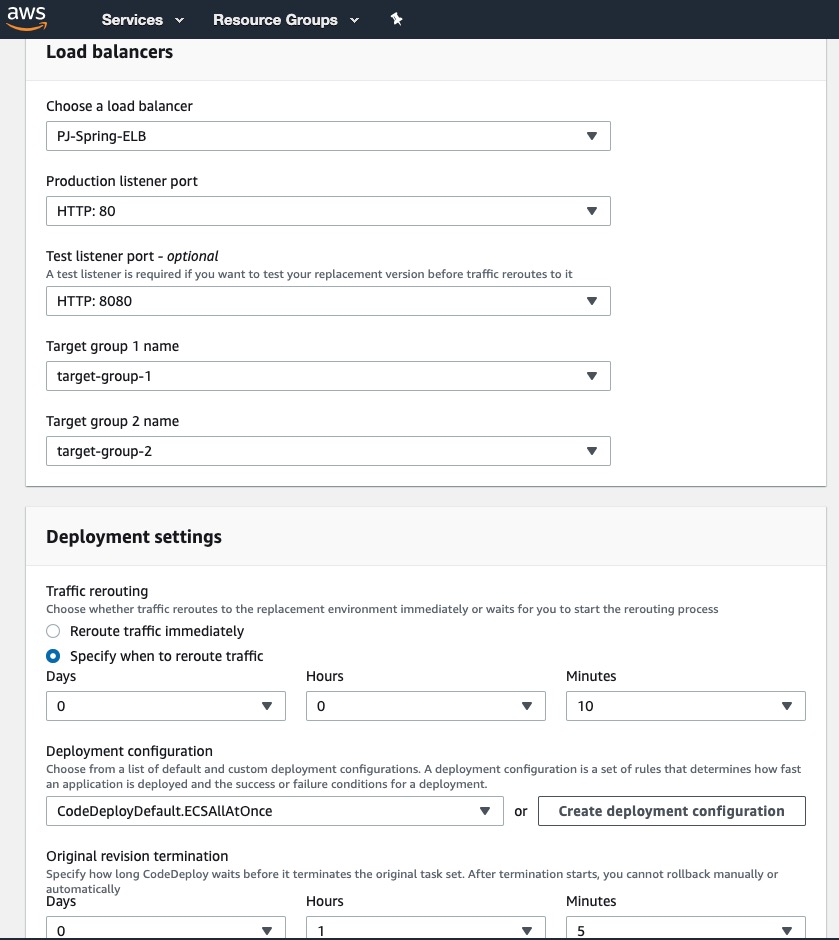 aws Services Resource Groups
Load balancers
Choose a load balancer
PJ-Spring-ELB
Production listener port
HTTP: 80
Test listener port - optional
A test listener is required if you want to test your replacement version before traffic reroutes to it
HTTP: 8080
Target group 1 name
target-group-1
Target group 2 name
target-group-2
Deployment settings
Traffic rerouting
Choose whether traffic reroutes to the replacement environment immediately or waits for you to start the rerouting process
Reroute traffic immediately
Specify when to reroute traffic
Days Hours Minutes
0 0 10
Deployment configuration
Choose from a list of default and custom deployment configurations. A deployment configuration is a set of rules that determines how fast
an application is deployed and the success or failure conditions for a deployment.
CodeDeployDefault.ECSAllAtOnce or Create deployment configuration
Original revision termination
Specify how long CodeDeploy waits before it terminates the original task set. After termination starts, you cannot rollback manually or
automatically
Days Hours Minutes
0 1 5